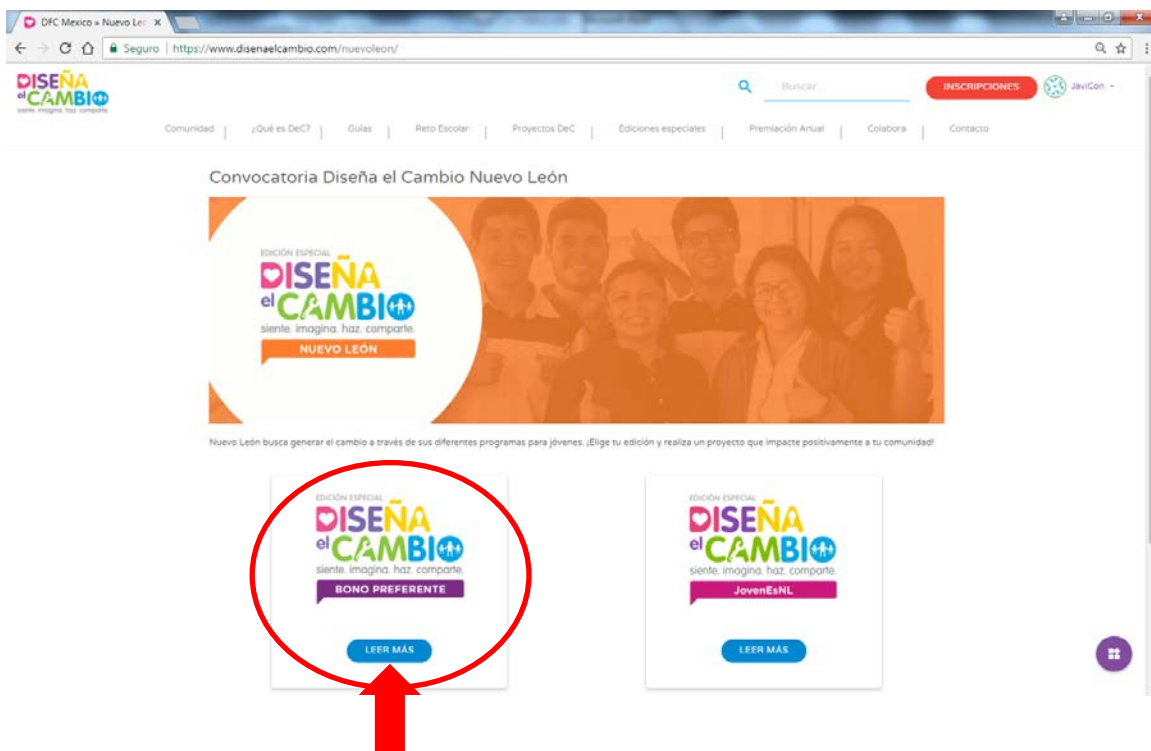 DFC Mexico » Nuevo Le
Seguro | https://www.disenaelcambio.com/nuevoleon/
DISEÑA
el CAMBIO
siente. imagina. haz. comparte.
Buscar...
INSCRIPCIONES
JaviCon
Comunidad | ¿Qué es DeC? | Guías | Reto Escolar | Proyectos DeC | Ediciones especiales | Premiación Anual | Colabora | Contacto
Convocatoria Diseña el Cambio Nuevo León
EDICIÓN ESPECIAL
DISEÑA
el CAMBIO
siente. imagina. haz. comparte.
NUEVO LEÓN
Nuevo León busca generar el cambio a través de sus diferentes programas para jóvenes. ¡Elige tu edición y realiza un proyecto que impacte positivamente a tu comunidad!
EDICIÓN ESPECIAL
DISEÑA
el CAMBIO
siente. imagina. haz. comparte.
BONO PREFERENTE
LEER MÁS
EDICIÓN ESPECIAL
DISEÑA
el CAMBIO
siente. imagina. haz. comparte.
JovenEsNL
LEER MÁS